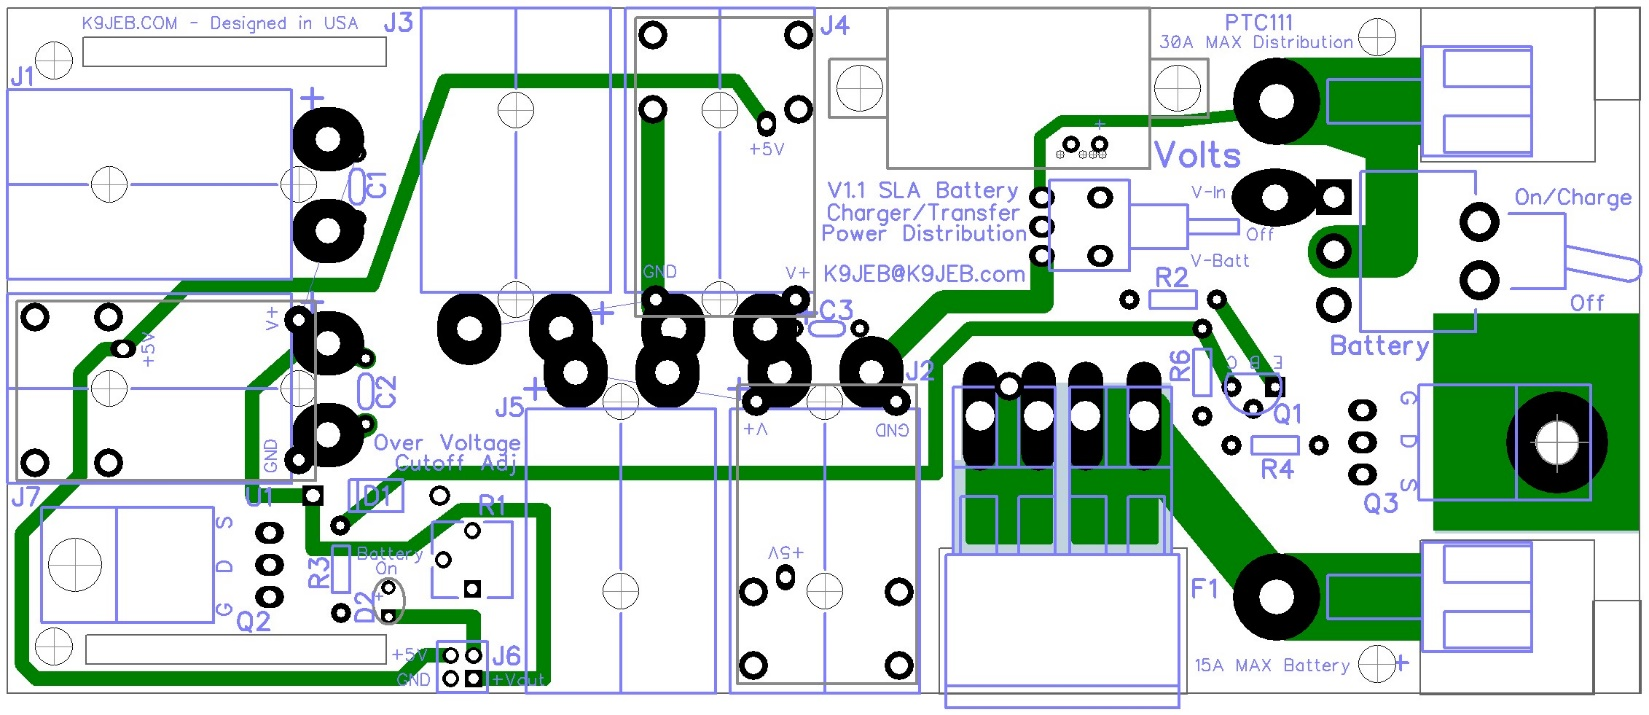 K9JEB.COM - Designed in USA
J3
J4
PTC111
30A MAX Distribution
J1
+
+5V
+
Volts
V1.1 SLA Battery
Charger/Transfer
Power Distribution
K9JEB@K9JEB.com
V-In
Off
V-Batt
On/Charge
Off
C1
GND
V+
R2
+
+
+
C3
V+
+5V
GND
Battery
J2
+
+
J5
C2
V+
GND
R6
C
B
E
Q1
R4
G
D
S
Q3
Over Voltage
Cutoff Adj
J7
U1
D1
R1
S
D
G
Q2
R3
Battery
On
D2
+
+5V
F1
+5V
GND
J6
+Vout
15A MAX Battery
+